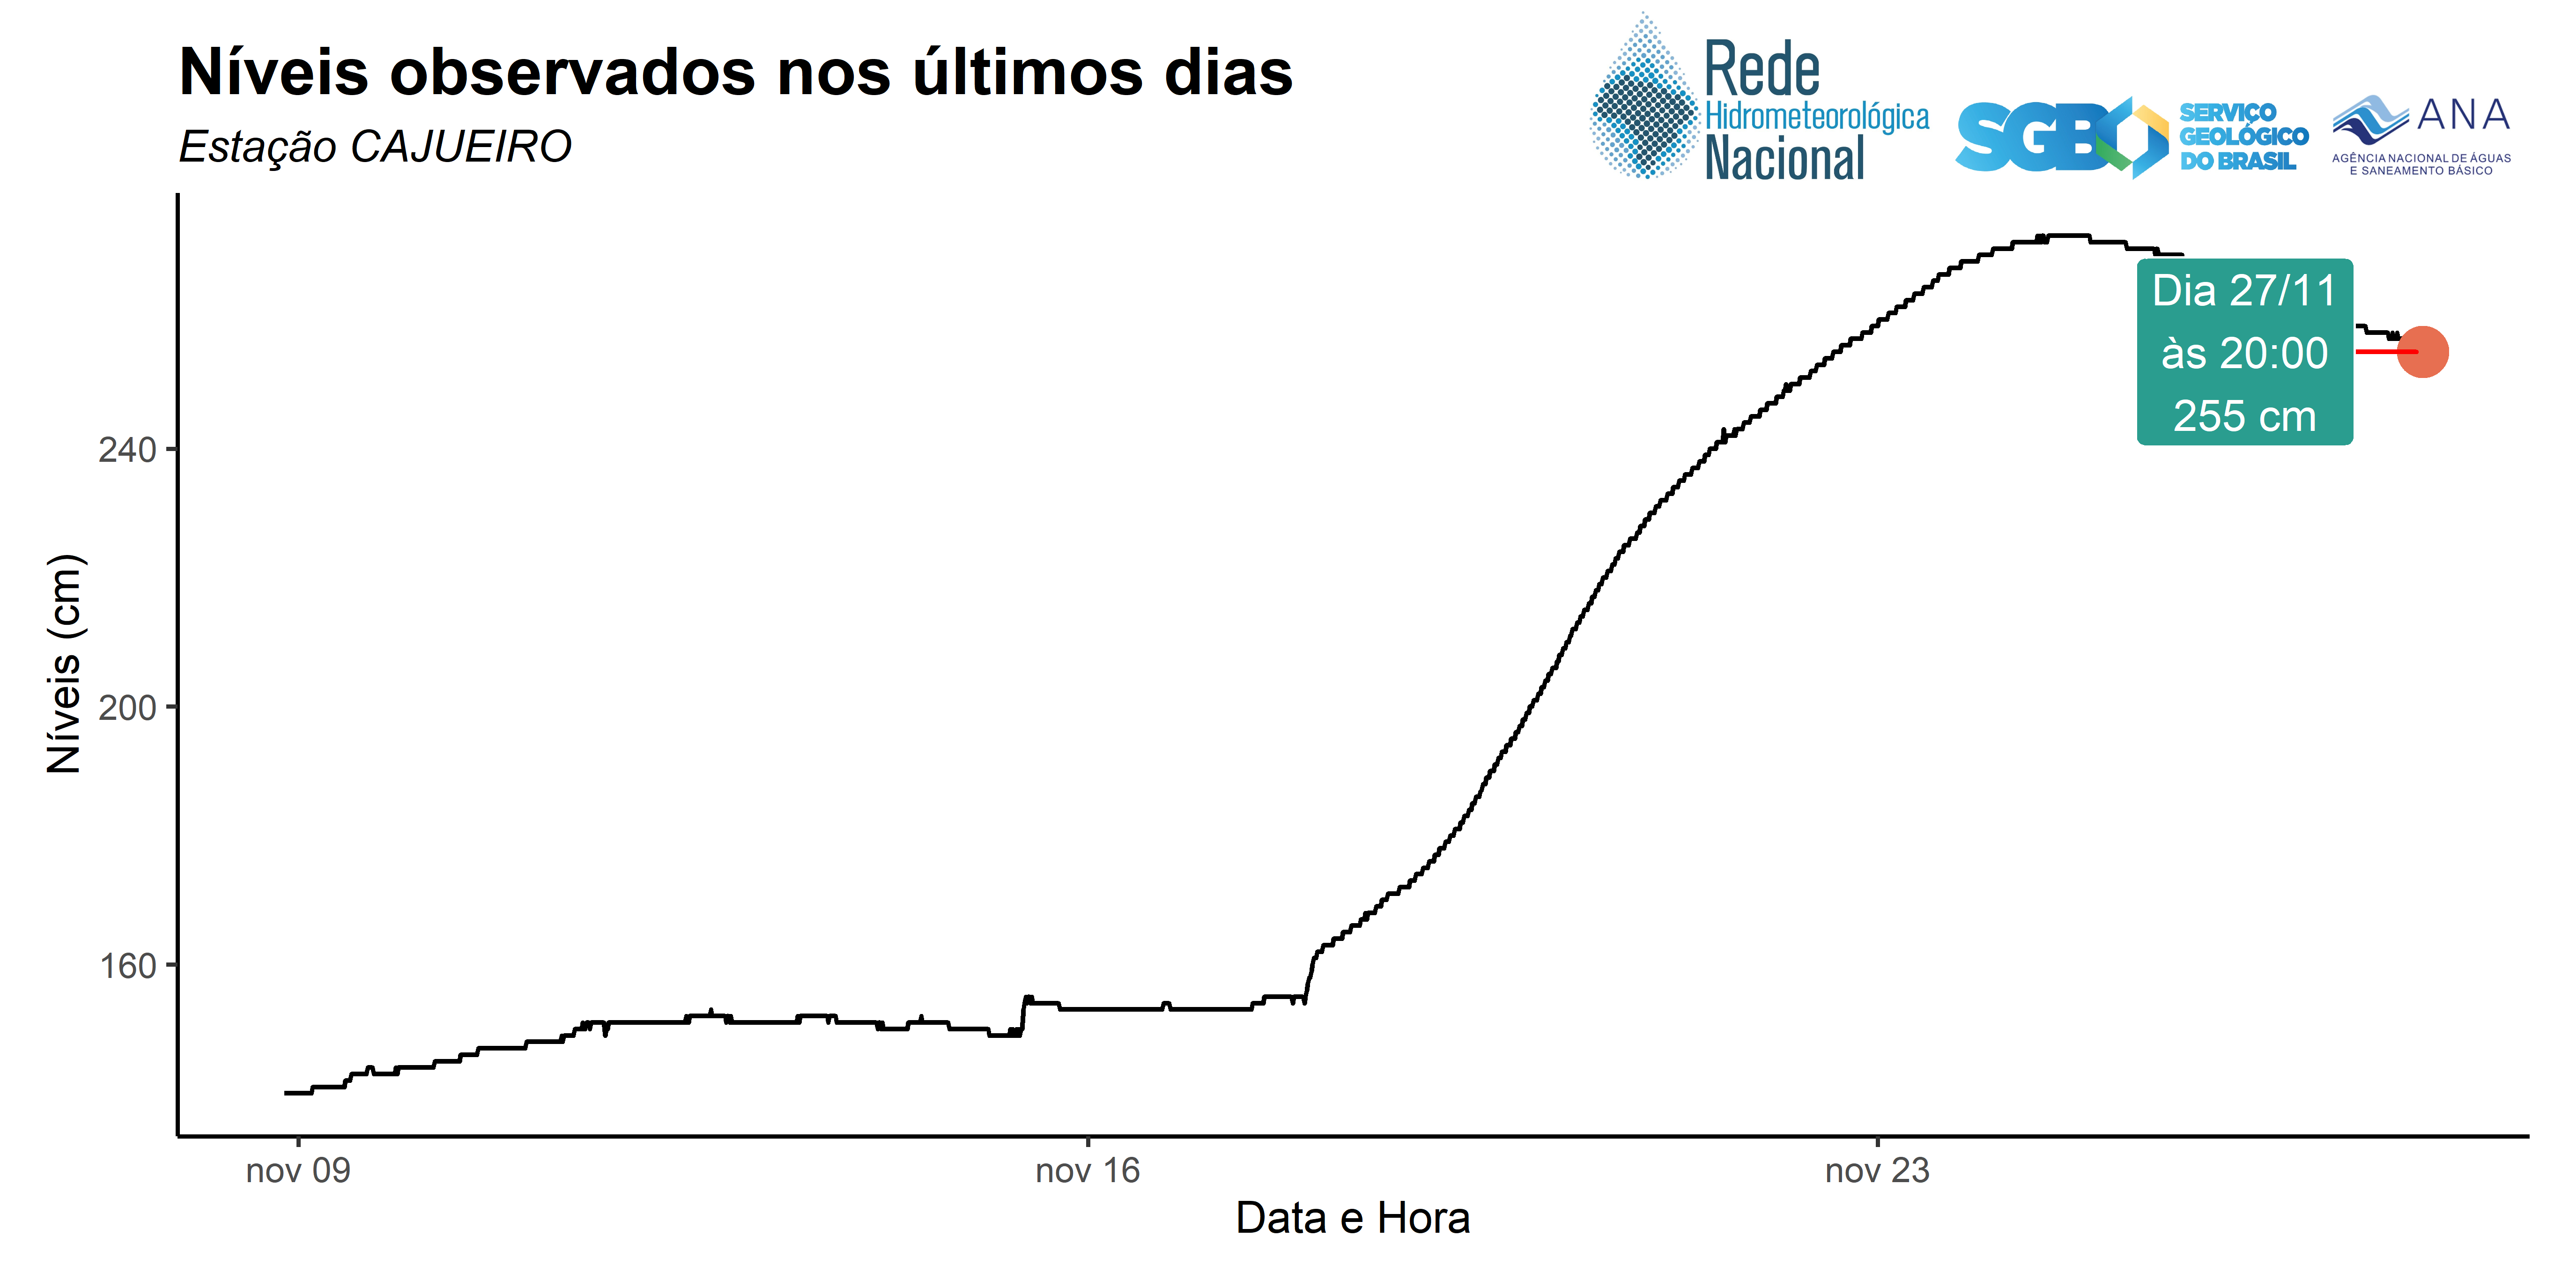 Níveis observados nos últimos dias
Estação CAJUEIRO
Rede
Hidrometeorológica
Nacional
SGB
SERVIÇO
GEOLÓGICO
DO BRASIL
ANA
AGÊNCIA NACIONAL DE ÁGUAS
E SANEAMENTO BÁSICO
Dia 27/11
às 20:00
255 cm
Níveis (cm)
240
200
160
nov 09
nov 16
nov 23
Data e Hora